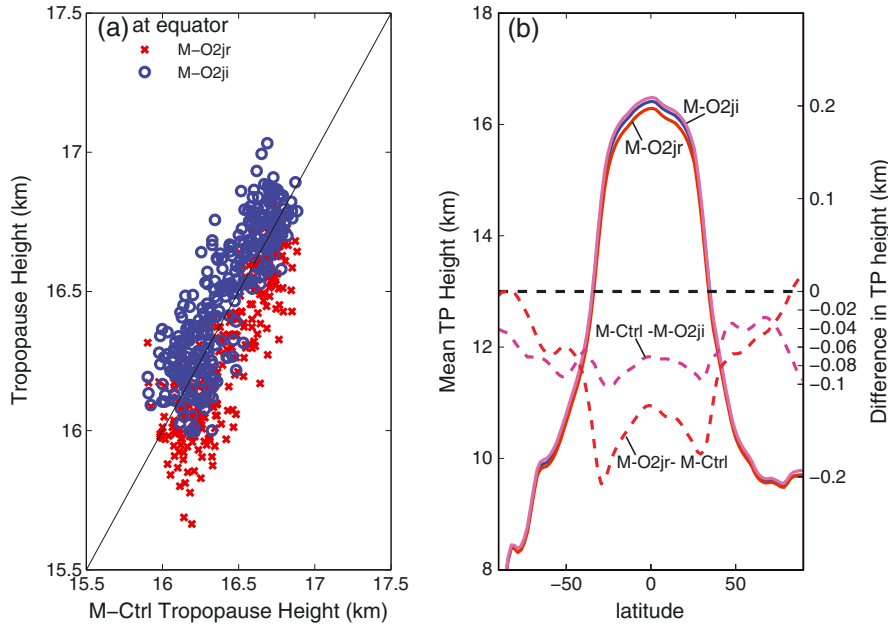 (a) at equator
M−O2jr
M−O2ji
17.5
17
16.5
16
15.5
15.5 16 16.5 17 17.5
Tropopause Height (km)
M−Ctrl Tropopause Height (km)
(b)
18
16
14
12
10
8
−50 0 50
Mean TP Height (km)
latitude
M-O2ji
M-O2jr
M-Ctrl -M-O2ji
M-O2jr- M-Ctrl
0.2
0.1
0
−0.02
−0.04
−0.06
−0.08
−0.1
−0.2
Difference in TP height (km)